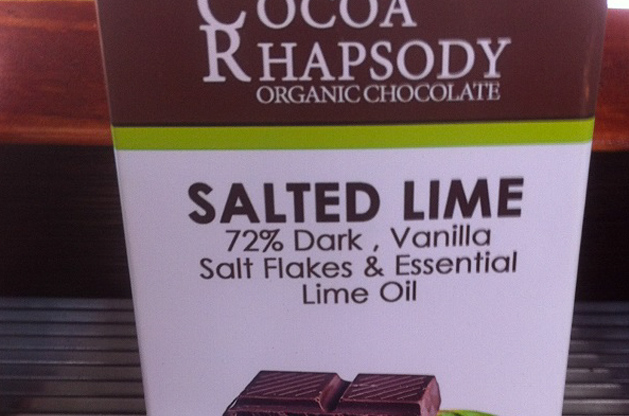 COCOA
RHAPSODY
ORGANIC CHOCOLATE
SALTED LIME
72% Dark , Vanilla
Salt Flakes & Essential
Lime Oil